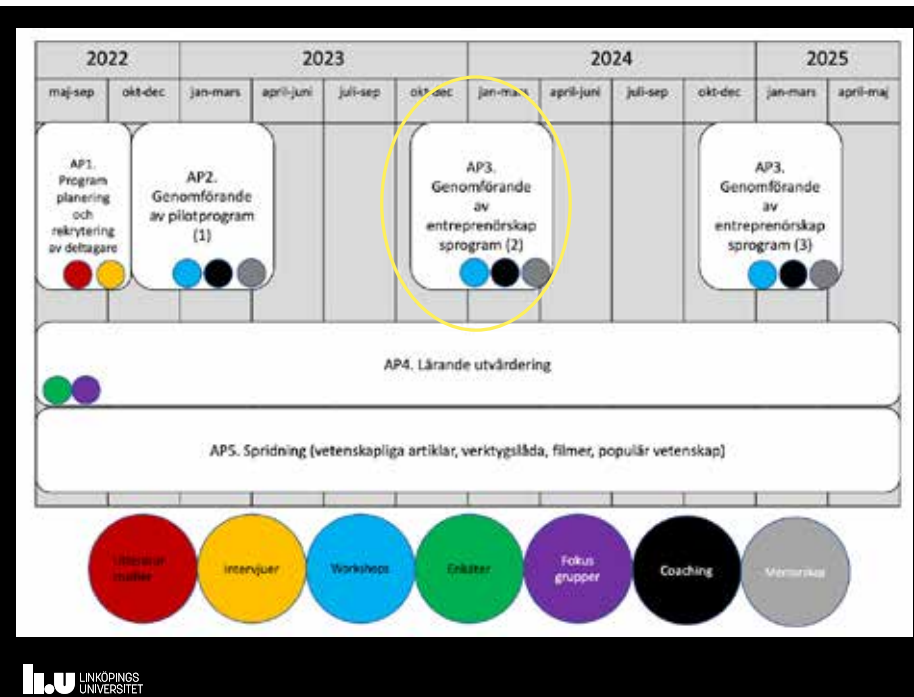 2022 2023 2024 2025
maj-sep okt-dec jan-mars april-juni juli-sep okt-dec jan-mars april-juni juli-sep okt-dec jan-mars april-maj
AP1.
Program
planering
och
rekrytering
av deltagare
AP2.
Genomförande
av pilotprogram
(1)
AP3.
Genomförande
av
entreprenörskap
sprogram (2)
AP3.
Genomförande
av
entreprenörskap
sprogram (3)
AP4. Lärande utvärdering
AP5. Spridning (vetenskapliga artiklar, verktygslåda, filmer, populär vetenskap)
Litteratur
studier
Intervjuer
Workshops
Enkäter
Fokus
grupper
Coaching
Mentorskap
LINKÖPINGS
UNIVERSITET